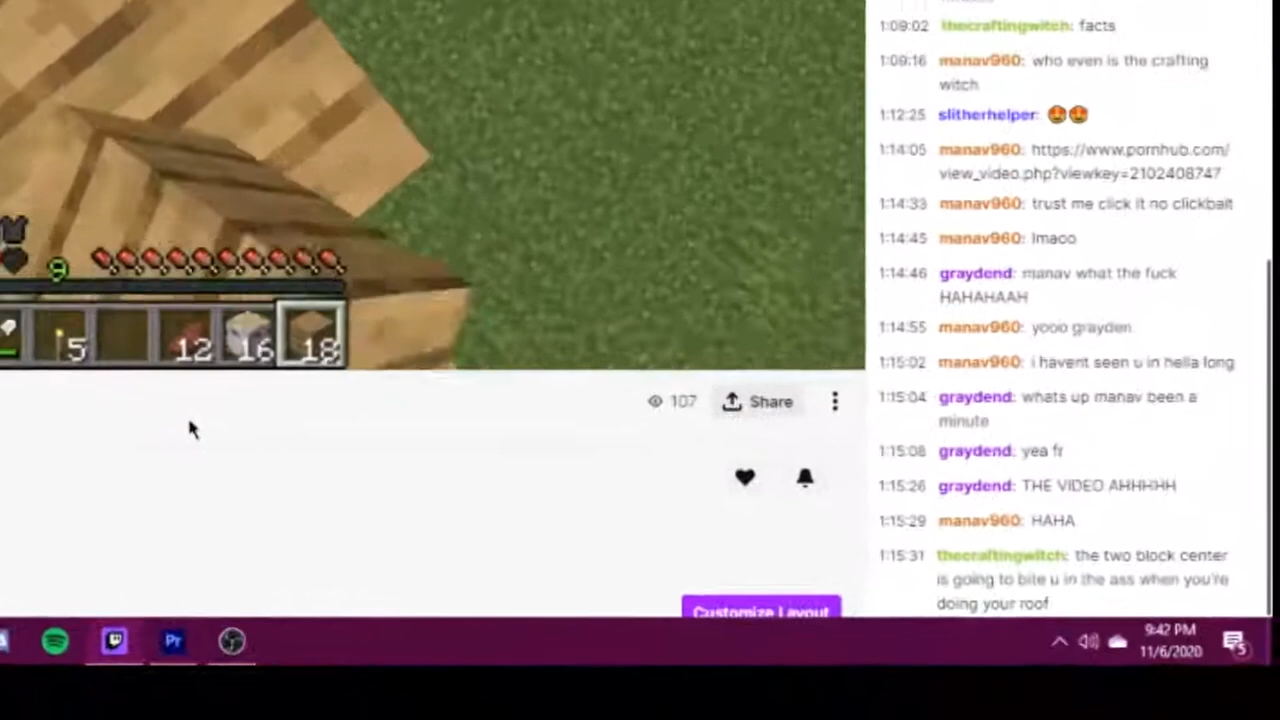 1:09:02 thecraftingwitch: facts
1:09:16 manav960: who even is the crafting
witch
1:12:25 slitherhelper: 🤩🤩
1:14:05 manav960: https://www.pornhub.com/
view_video.php?viewkey=2102408747
1:14:33 manav960: trust me click it no clickbait
1:14:45 manav960: lmaoo
1:14:46 graydend: manav what the fuck
HAHAHAAH
1:14:55 manav960: yooo grayden
1:15:02 manav960: i havent seen u in hella long
1:15:04 graydend: whats up manav been a
minute
1:15:08 graydend: yea fr
1:15:26 graydend: THE VIDEO AHHHHH
1:15:29 manav960: HAHA
1:15:31 thecraftingwitch: the two block center
is going to bite u in the ass when you're
doing your roof
9
5 12 16 18
107 Share
Customize Layout
Pr
9:42 PM
11/6/2020
5